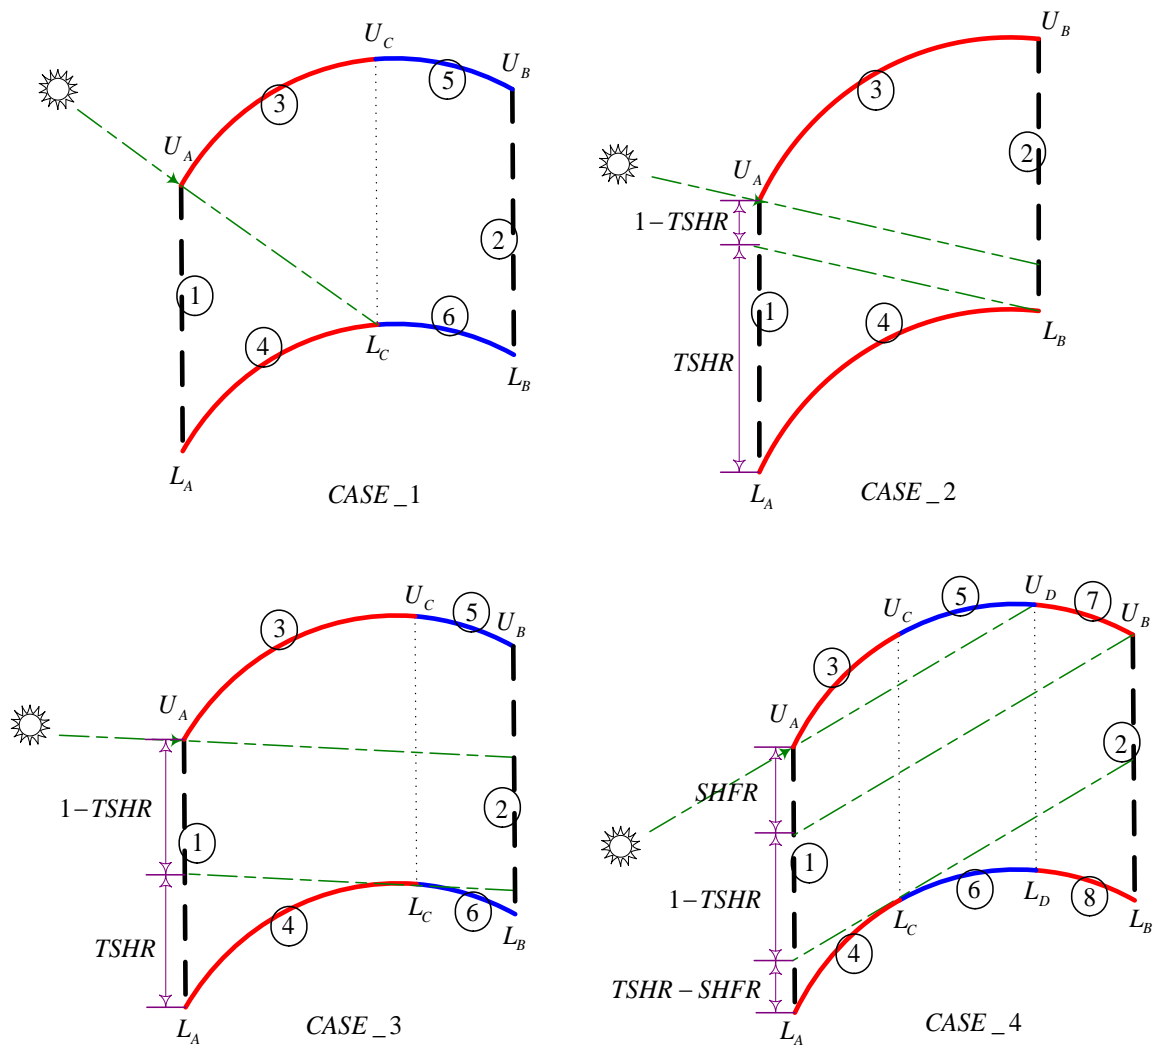 U_C
U_B
3
5
U_A
2
1
6
4
L_C
L_B
L_A
CASE_1
U_B
3
2
U_A
1-TSHR
1
4
TSHR
L_B
L_A
CASE_2
U_C
5
U_B
3
U_A
1-TSHR
2
1
L_C
6
4
TSHR
L_B
L_A
CASE_3
U_D
5
7
U_C
U_B
3
U_A
2
SHFR
1
1-TSHR
6
L_D
8
L_C
L_B
4
TSHR-SHFR
L_A
CASE_4